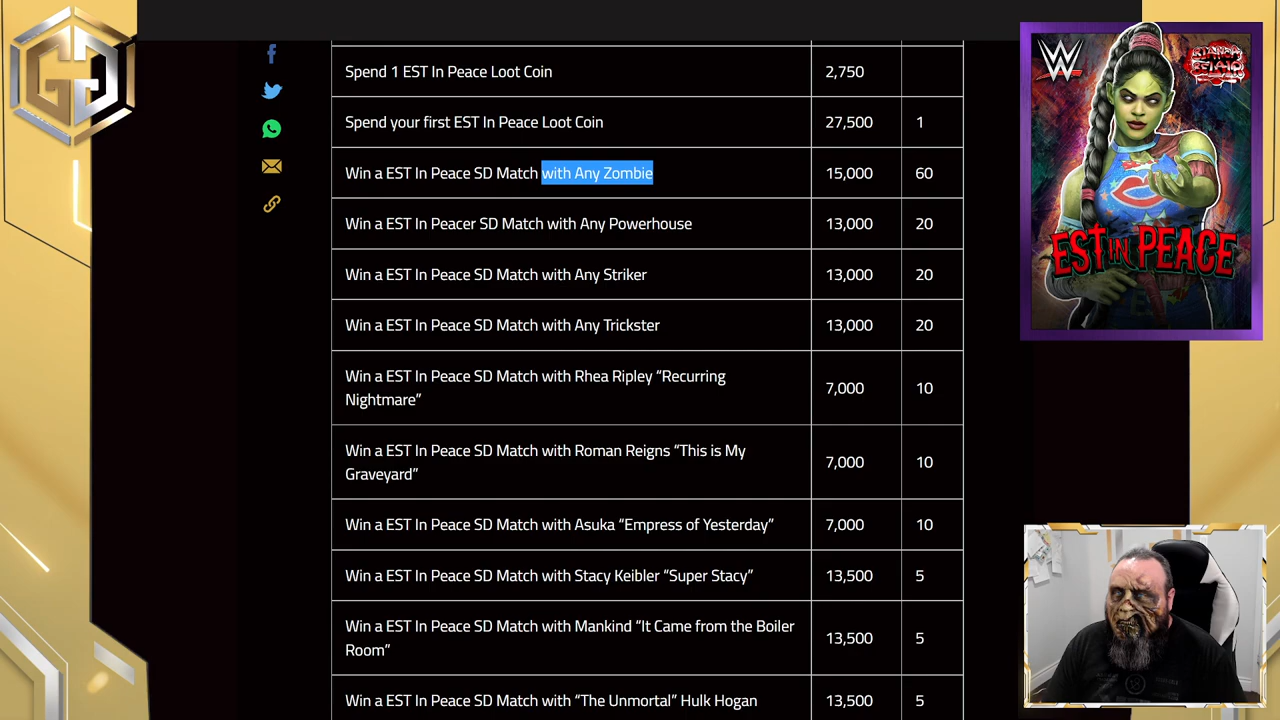 Spend 1 EST In Peace Loot Coin 2,750
Spend your first EST In Peace Loot Coin 27,500 1
Win a EST In Peace SD Match with Any Zombie 15,000 60
Win a EST In Peacer SD Match with Any Powerhouse 13,000 20
Win a EST In Peace SD Match with Any Striker 13,000 20
Win a EST In Peace SD Match with Any Trickster 13,000 20
Win a EST In Peace SD Match with Rhea Ripley “Recurring
Nightmare” 7,000 10
Win a EST In Peace SD Match with Roman Reigns “This is My
Graveyard” 7,000 10
Win a EST In Peace SD Match with Asuka “Empress of Yesterday” 7,000 10
Win a EST In Peace SD Match with Stacy Keibler “Super Stacy” 13,500 5
Win a EST In Peace SD Match with Mankind “It Came from the Boiler
Room” 13,500 5
Win a EST In Peace SD Match with “The Unmortal” Hulk Hogan 13,500 5
EST IN PEACE